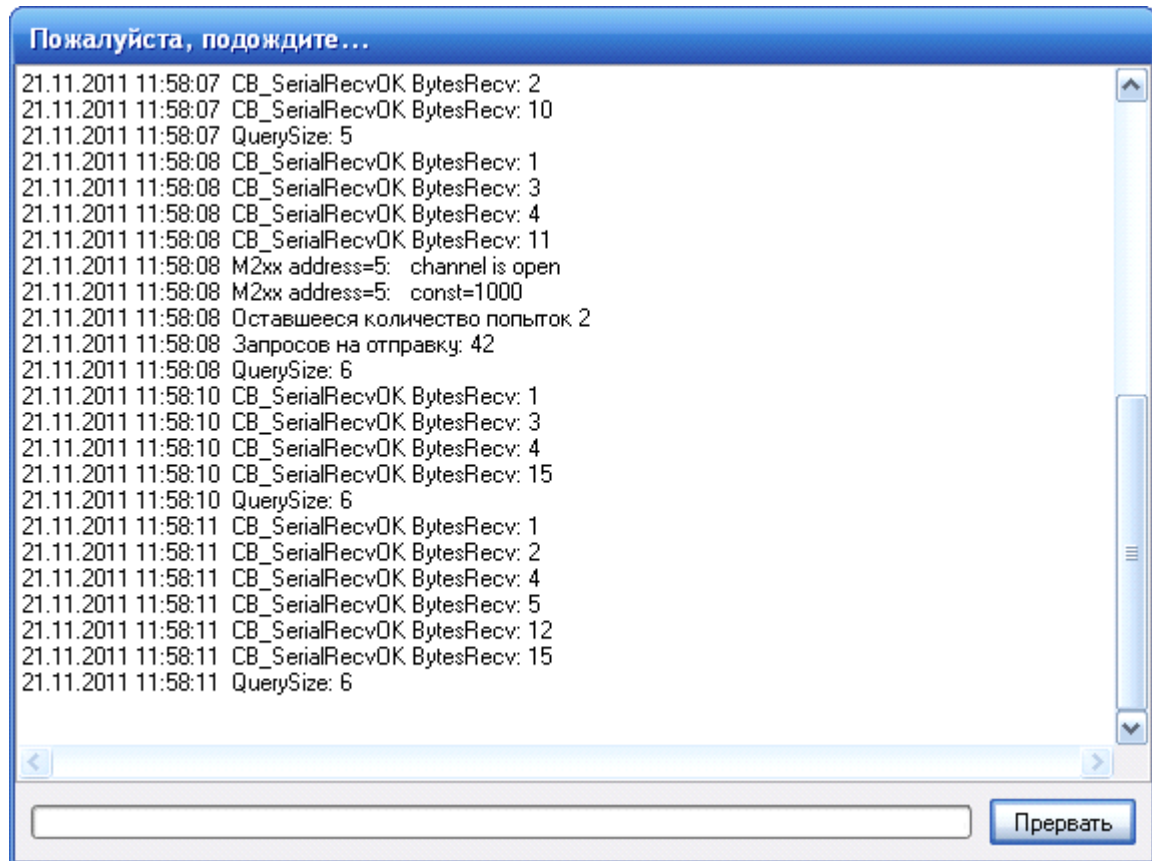 Пожалуйста, подождите...
21.11.2011 11:58:07 CB_SerialRecvOK BytesRecv: 2
21.11.2011 11:58:07 CB_SerialRecvOK BytesRecv: 10
21.11.2011 11:58:07 QuerySize: 5
21.11.2011 11:58:08 CB_SerialRecvOK BytesRecv: 1
21.11.2011 11:58:08 CB_SerialRecvOK BytesRecv: 3
21.11.2011 11:58:08 CB_SerialRecvOK BytesRecv: 4
21.11.2011 11:58:08 CB_SerialRecvOK BytesRecv: 11
21.11.2011 11:58:08 M2xx address=5: channel is open
21.11.2011 11:58:08 M2xx address=5: const=1000
21.11.2011 11:58:08 Оставшееся количество попыток 2
21.11.2011 11:58:08 Запросов на отправку: 42
21.11.2011 11:58:08 QuerySize: 6
21.11.2011 11:58:10 CB_SerialRecvOK BytesRecv: 1
21.11.2011 11:58:10 CB_SerialRecvOK BytesRecv: 3
21.11.2011 11:58:10 CB_SerialRecvOK BytesRecv: 4
21.11.2011 11:58:10 CB_SerialRecvOK BytesRecv: 15
21.11.2011 11:58:10 QuerySize: 6
21.11.2011 11:58:11 CB_SerialRecvOK BytesRecv: 1
21.11.2011 11:58:11 CB_SerialRecvOK BytesRecv: 2
21.11.2011 11:58:11 CB_SerialRecvOK BytesRecv: 4
21.11.2011 11:58:11 CB_SerialRecvOK BytesRecv: 5
21.11.2011 11:58:11 CB_SerialRecvOK BytesRecv: 12
21.11.2011 11:58:11 CB_SerialRecvOK BytesRecv: 15
21.11.2011 11:58:11 QuerySize: 6
Прервать